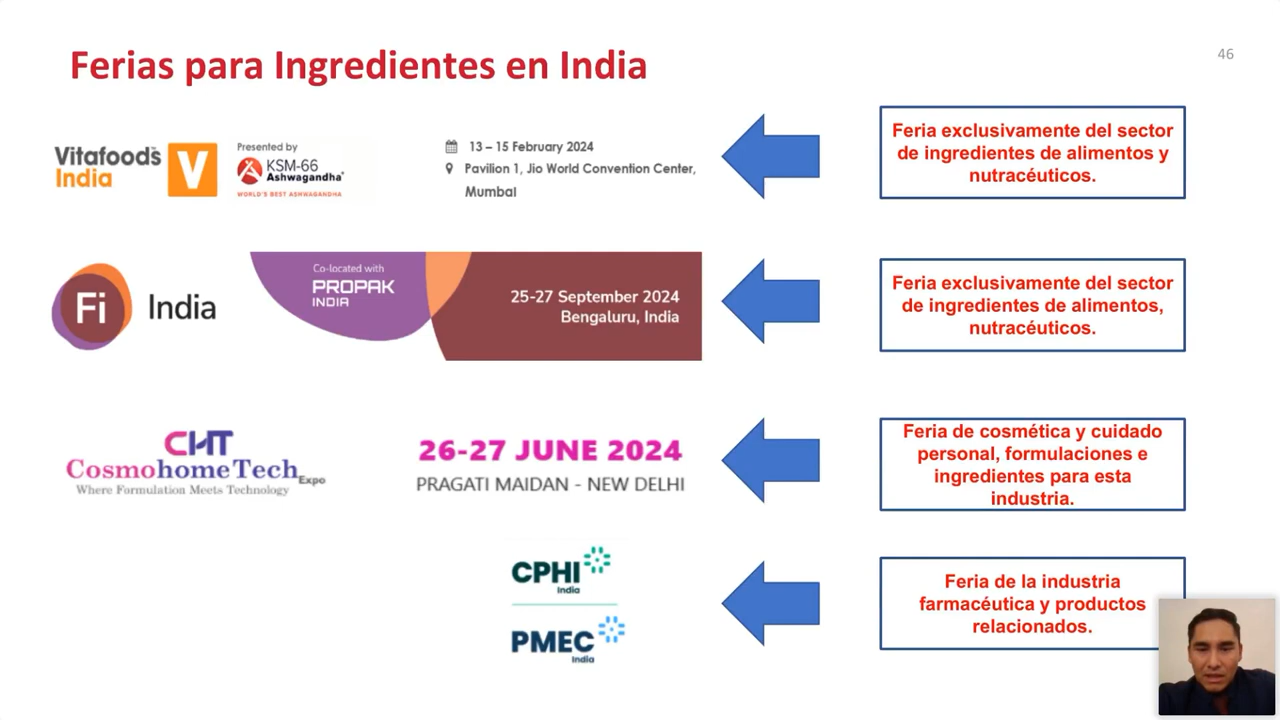 Ferias para Ingredientes en India
46
Vitafoods
India
V
Presented by
KSM-66
Ashwagandha®
WORLD'S BEST ASHWAGANDHA
13 – 15 February 2024
Pavilion 1, Jio World Convention Center,
Mumbai
Feria exclusivamente del sector
de ingredientes de alimentos y
nutracéuticos.
Fi India
Co-located with
PROPAK
INDIA
25-27 September 2024
Bengaluru, India
Feria exclusivamente del sector
de ingredientes de alimentos,
nutracéuticos.
CHT
CosmohomeTech Expo
Where Formulation Meets Technology
26-27 JUNE 2024
PRAGATI MAIDAN - NEW DELHI
Feria de cosmética y cuidado
personal, formulaciones e
ingredientes para esta
industria.
CPHI
India
PMEC
India
Feria de la industria
farmacéutica y productos
relacionados.